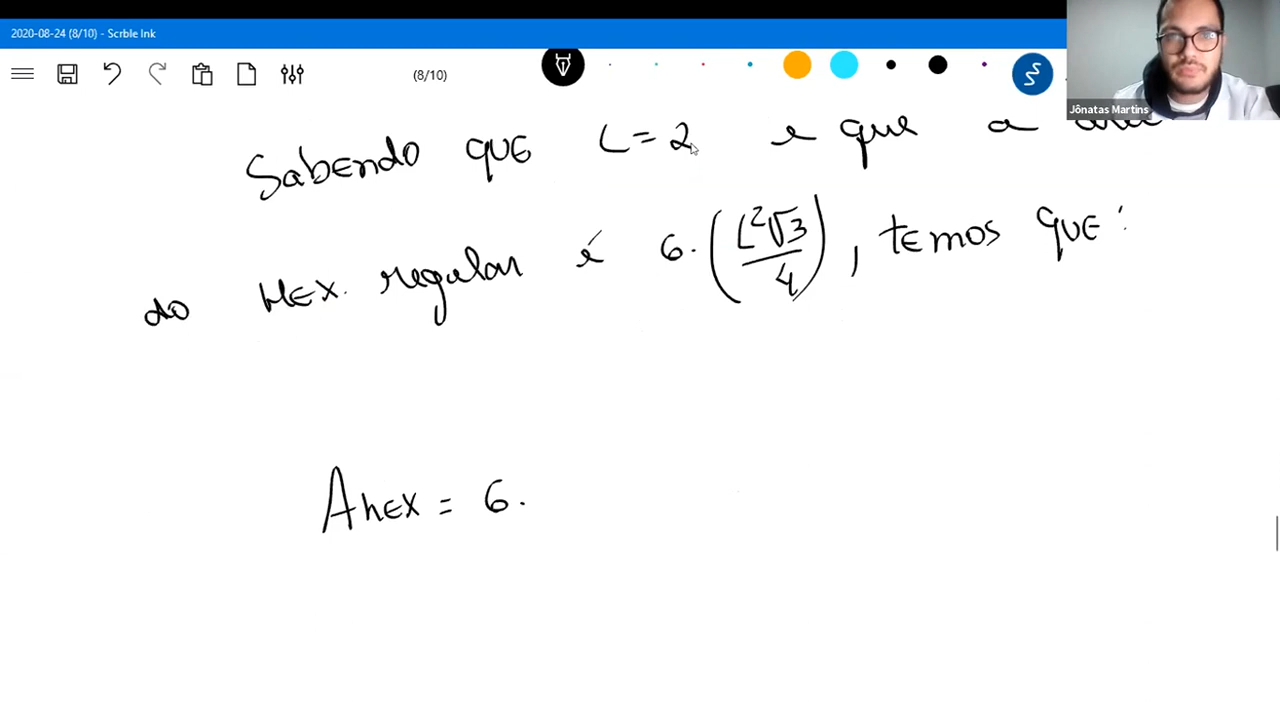 2020-08-24 (8/10) - Scrble Ink
(8/10)
Jônatas Martins
Sabendo que L = 2 e que a
do Hex. regular é 6 · (L²√3/4), temos que:
Ahex = 6 ·